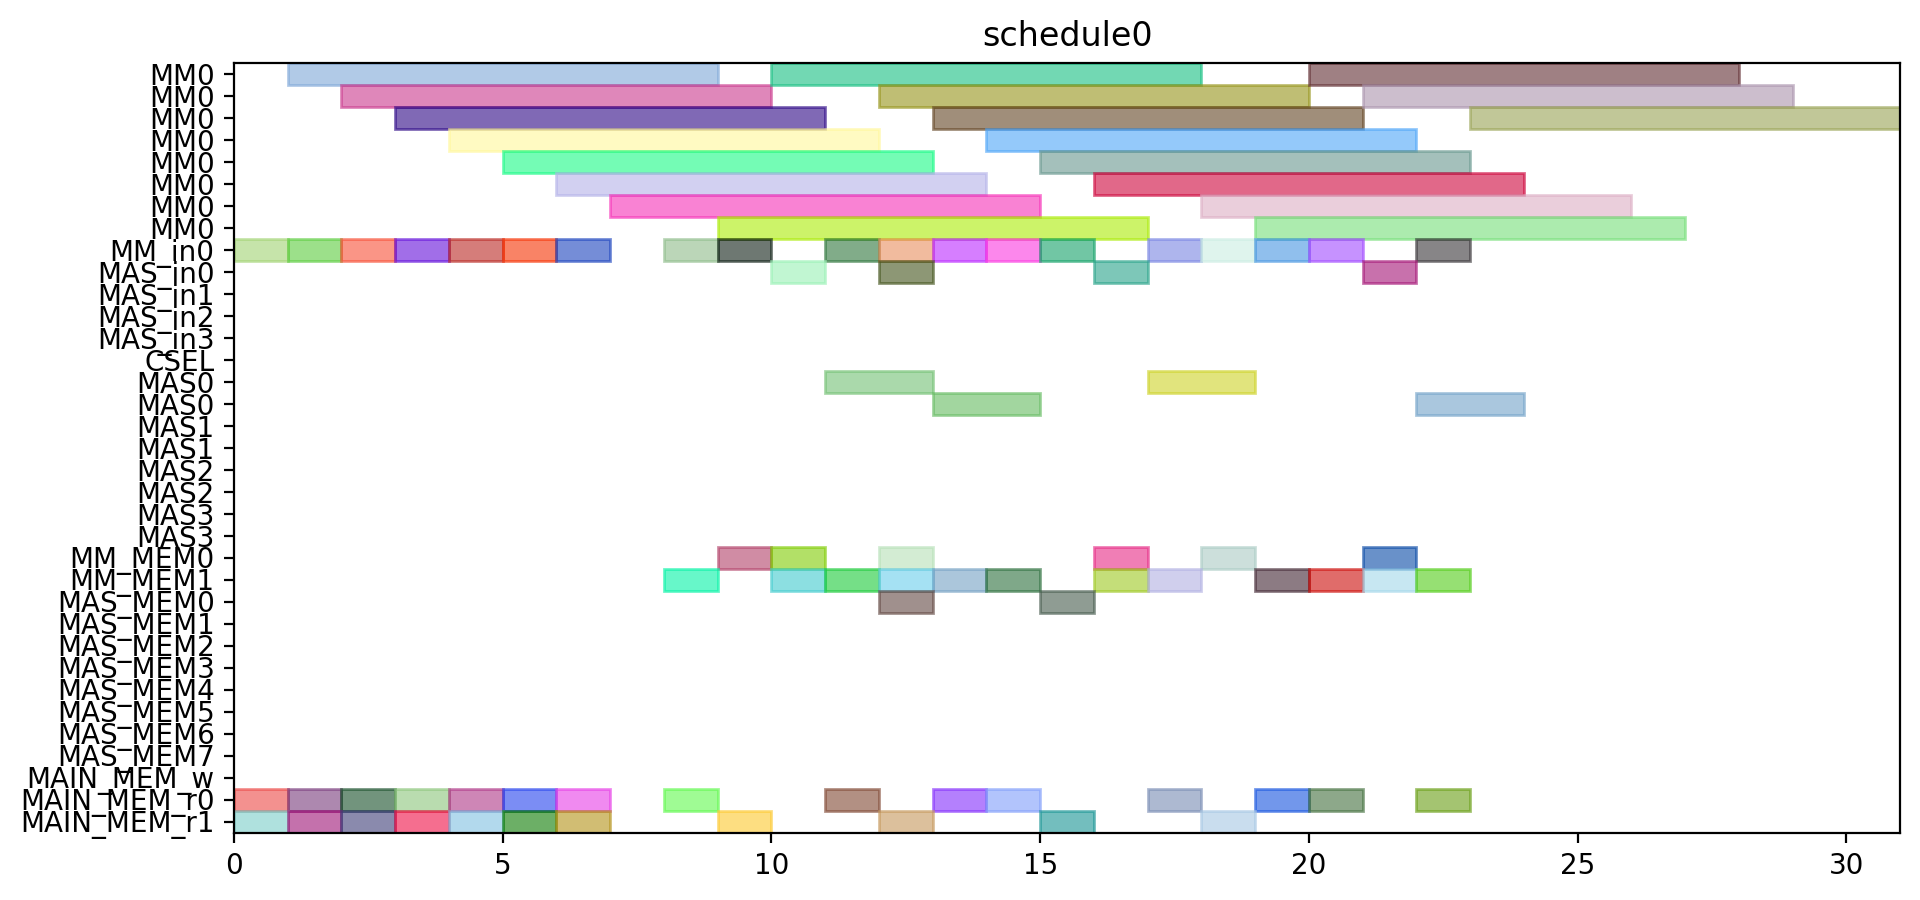 schedule0
MM0
MM0
MM0
MM0
MM0
MM0
MM0
MM0
MM_in0
MAS_in0
MAS_in1
MAS_in2
MAS_in3
CSEL
MAS0
MAS0
MAS1
MAS1
MAS2
MAS2
MAS3
MAS3
MM_MEM0
MM_MEM1
MAS_MEM0
MAS_MEM1
MAS_MEM2
MAS_MEM3
MAS_MEM4
MAS_MEM5
MAS_MEM6
MAS_MEM7
MAIN_MEM_w
MAIN_MEM_r0
MAIN_MEM_r1
0 5 10 15 20 25 30